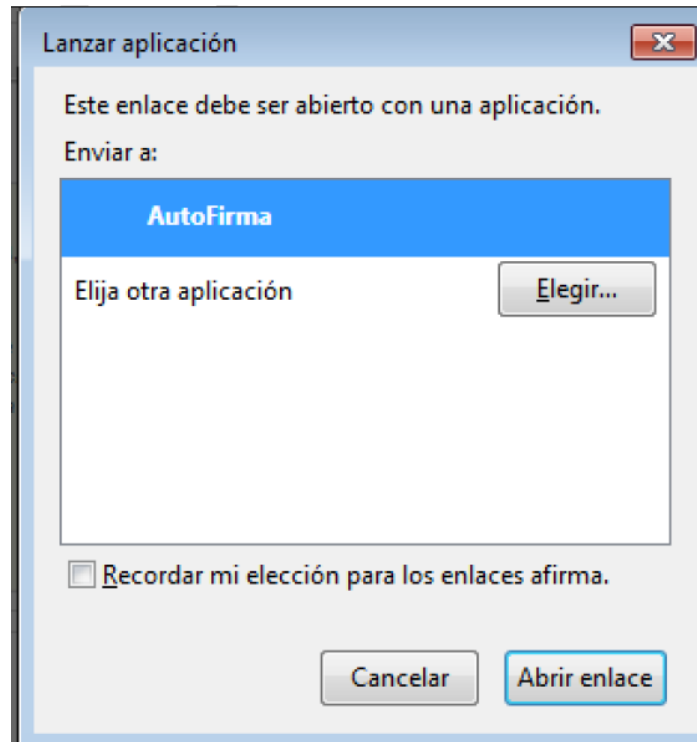 Lanzar aplicación
Este enlace debe ser abierto con una aplicación.
Enviar a:
AutoFirma
Elija otra aplicación
Elegir...
Recordar mi elección para los enlaces afirma.
Cancelar
Abrir enlace